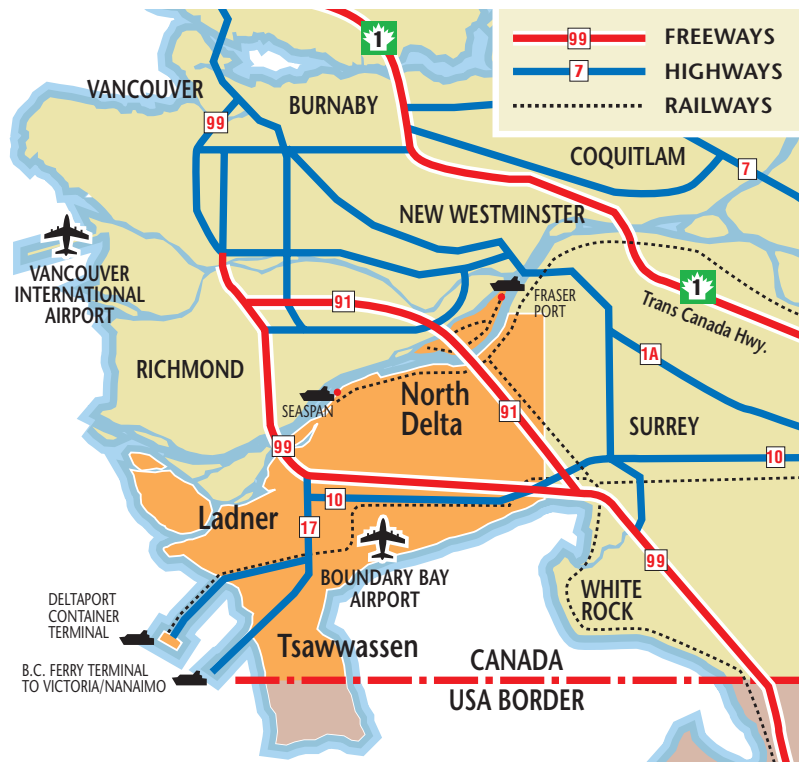 1
99
FREEWAYS
7
HIGHWAYS
RAILWAYS
VANCOUVER
BURNABY
99
COQUITLAM
7
NEW WESTMINSTER
VANCOUVER
INTERNATIONAL
AIRPORT
1
Trans Canada Hwy.
FRASER
PORT
91
1A
RICHMOND
SEASPAN
North
Delta
91
SURREY
99
10
10
Ladner
17
99
BOUNDARY BAY
AIRPORT
WHITE
ROCK
DELTAPORT
CONTAINER
TERMINAL
Tsawwassen
B.C. FERRY TERMINAL
TO VICTORIA/NANAIMO
CANADA
USA BORDER